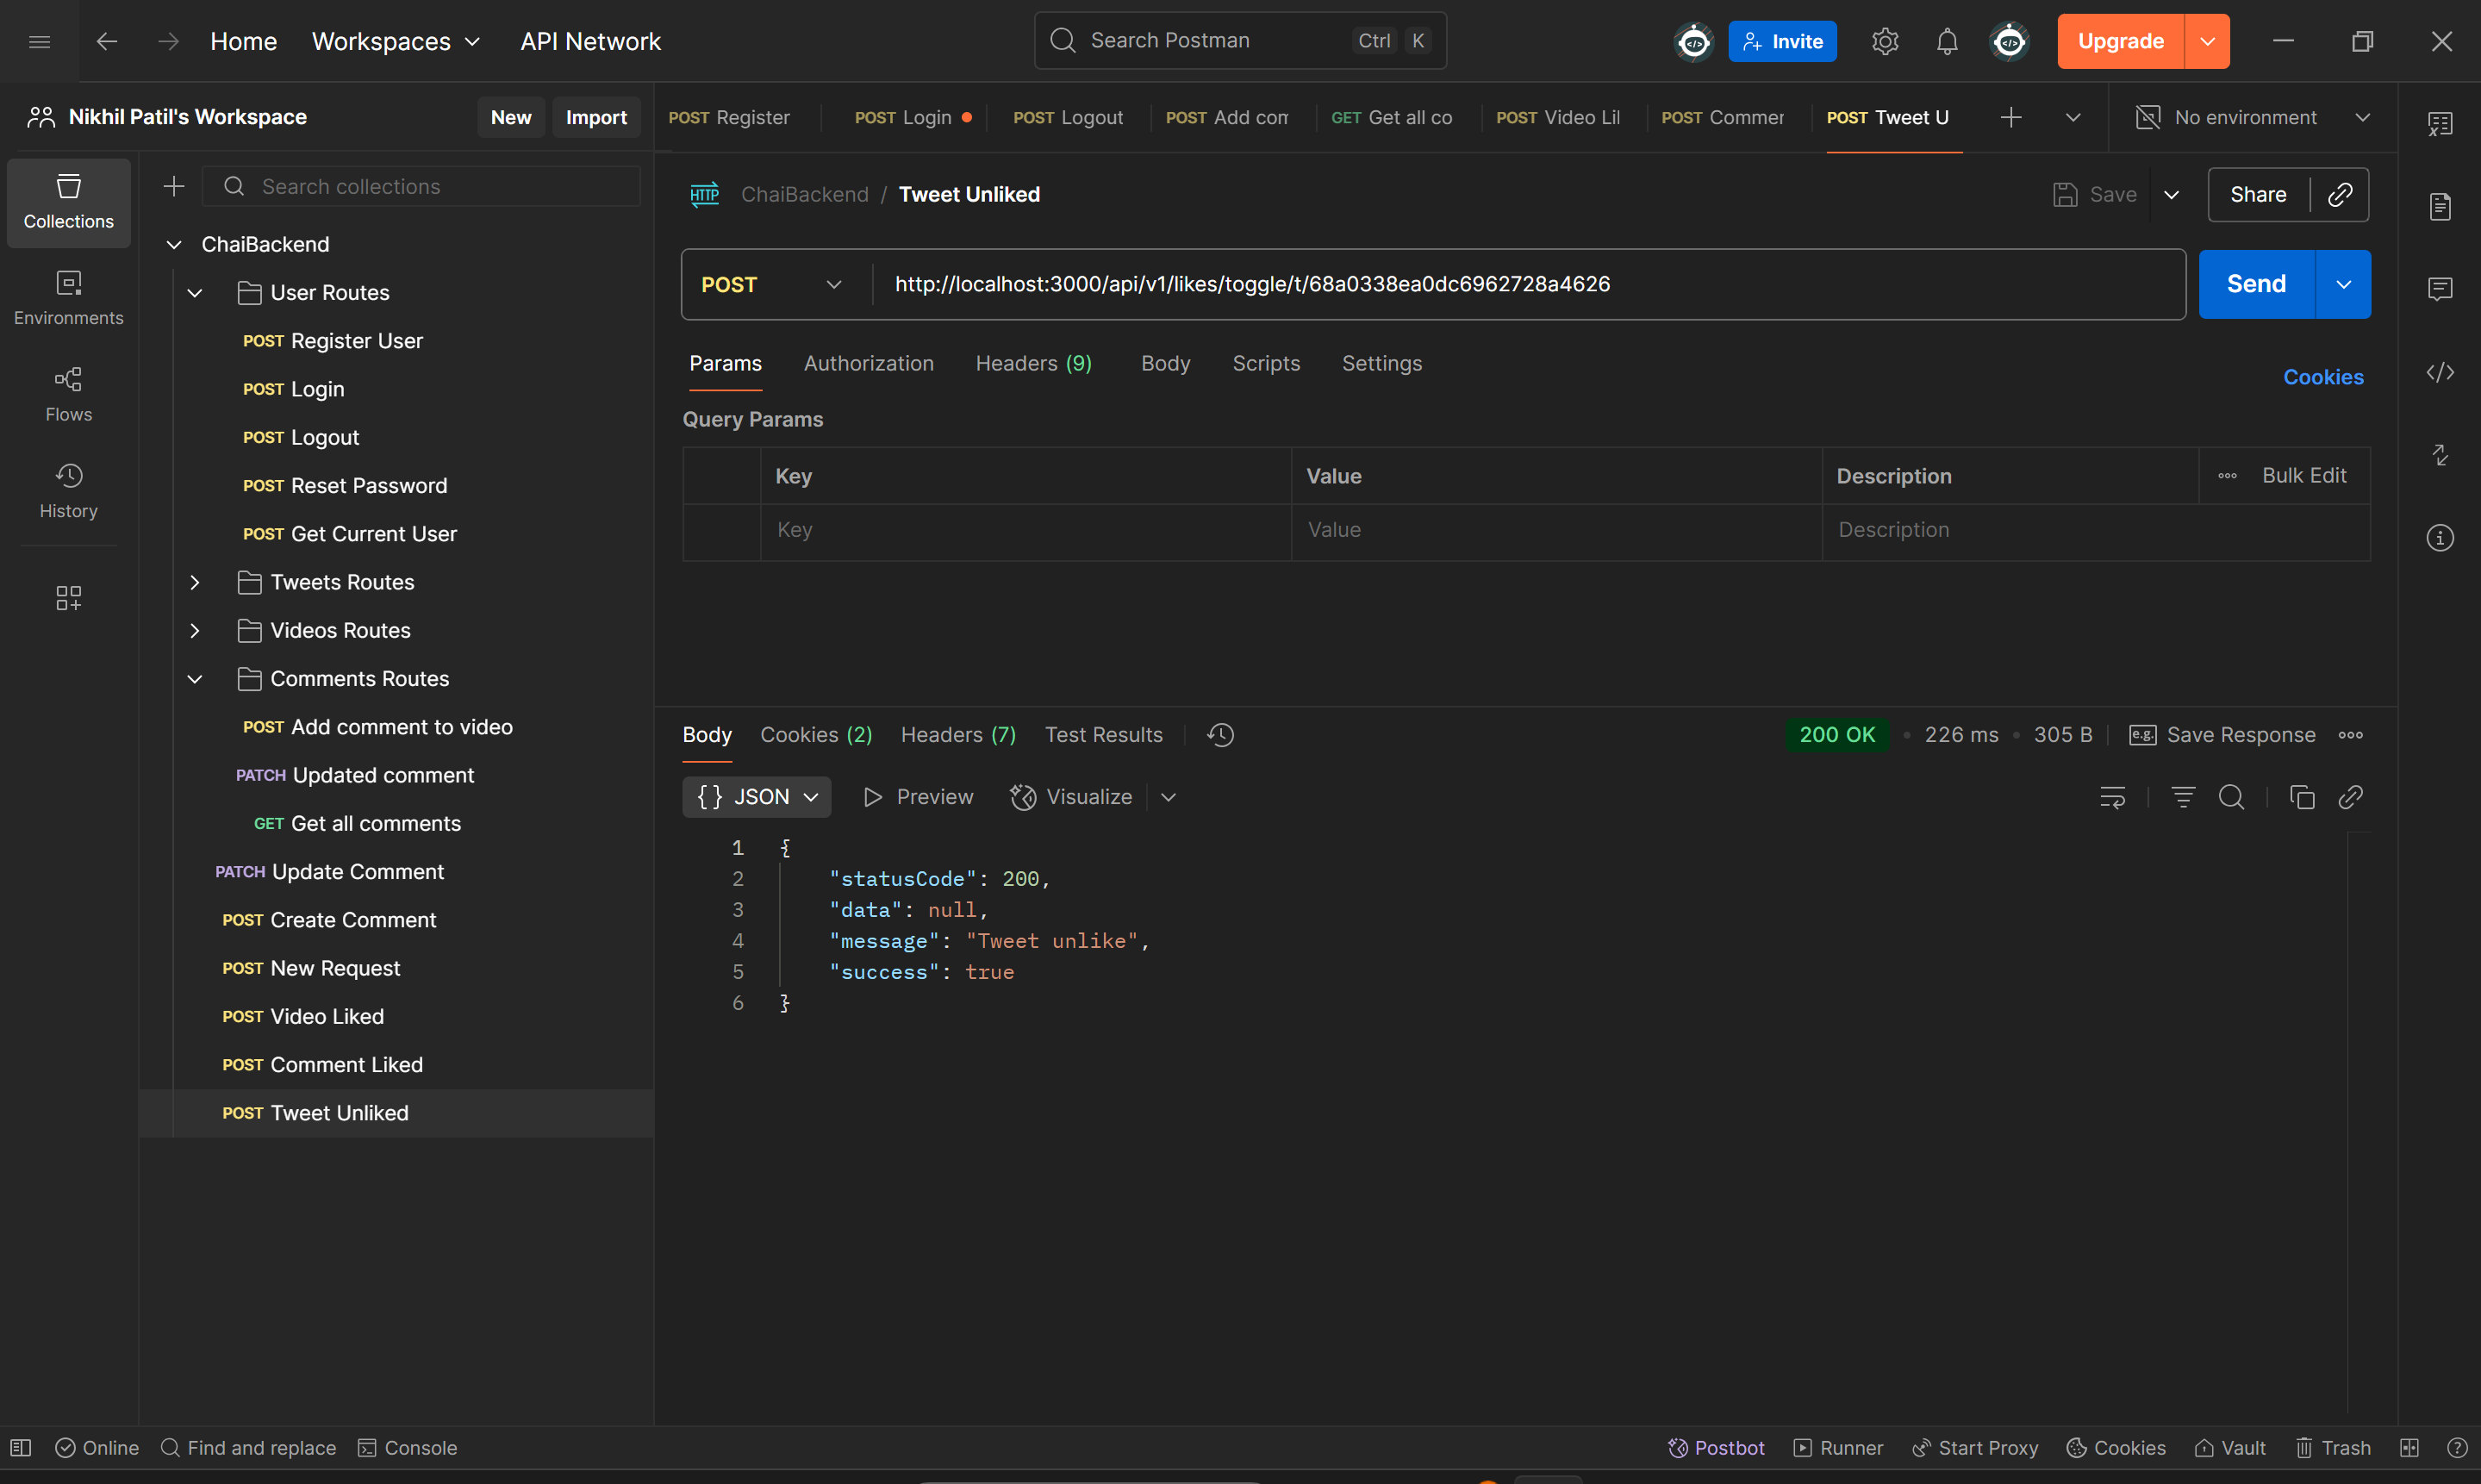 Home Workspaces API Network Search Postman Ctrl K Invite Upgrade
Nikhil Patil's Workspace New Import
POST Register POST Login POST Logout POST Add con GET Get all co POST Video Lil POST Commer POST Tweet U No environment
Collections
Environments
Flows
History
Search collections
ChaiBackend
User Routes
POST Register User
POST Login
POST Logout
POST Reset Password
POST Get Current User
Tweets Routes
Videos Routes
Comments Routes
POST Add comment to video
PATCH Updated comment
GET Get all comments
PATCH Update Comment
POST Create Comment
POST New Request
POST Video Liked
POST Comment Liked
POST Tweet Unliked
HTTP ChaiBackend / Tweet Unliked Save Share
POST http://localhost:3000/api/v1/likes/toggle/t/68a0338ea0dc6962728a4626 Send
Params Authorization Headers (9) Body Scripts Settings Cookies
Query Params
Key Value Description Bulk Edit
Key Value Description
Body Cookies (2) Headers (7) Test Results 200 OK • 226 ms • 305 B e.g. Save Response
{ } JSON Preview Visualize
1 {
2 "statusCode": 200,
3 "data": null,
4 "message": "Tweet unlike",
5 "success": true
6 }
Online Find and replace Console Postbot Runner Start Proxy Cookies Vault Trash